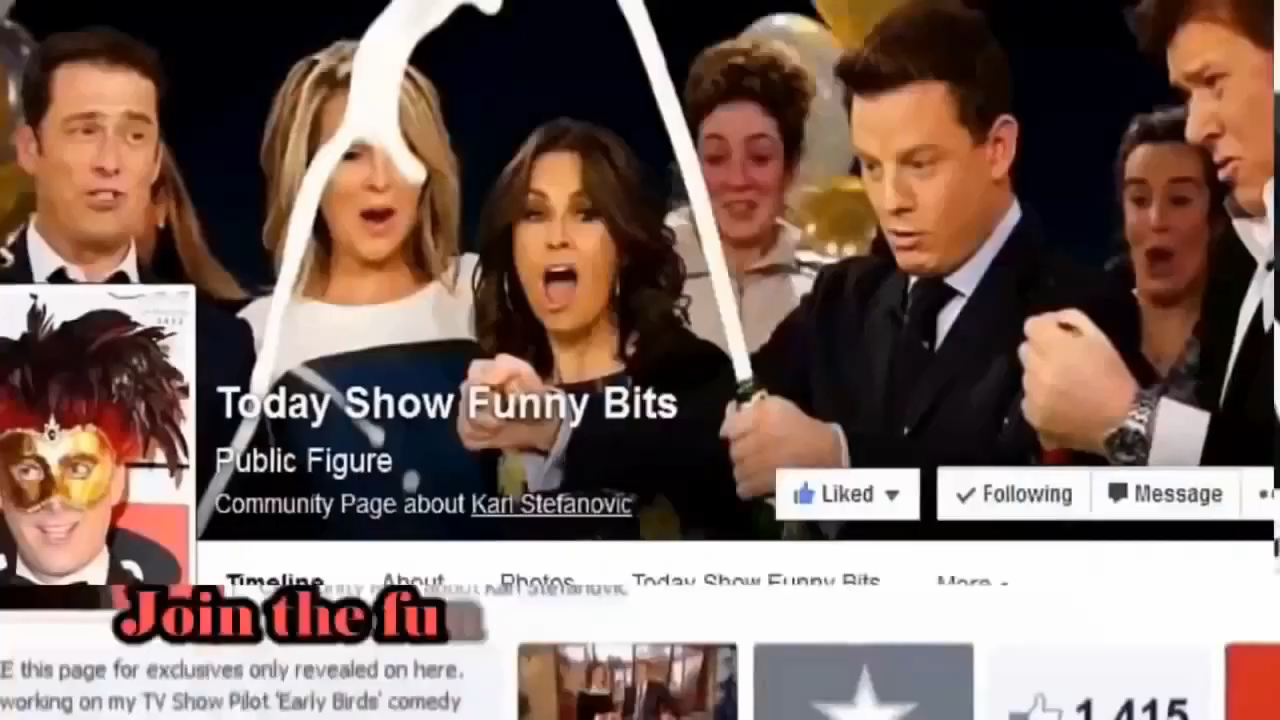 Today Show Funny Bits
Public Figure
Community Page about Karl Stefanovic
Liked
Following
Message
Timeline
About
Photos
Today Show Funny Bits
More
Join the fu
E this page for exclusives only revealed on here.
working on my TV Show Pilot 'Early Birds' comedy
1,415